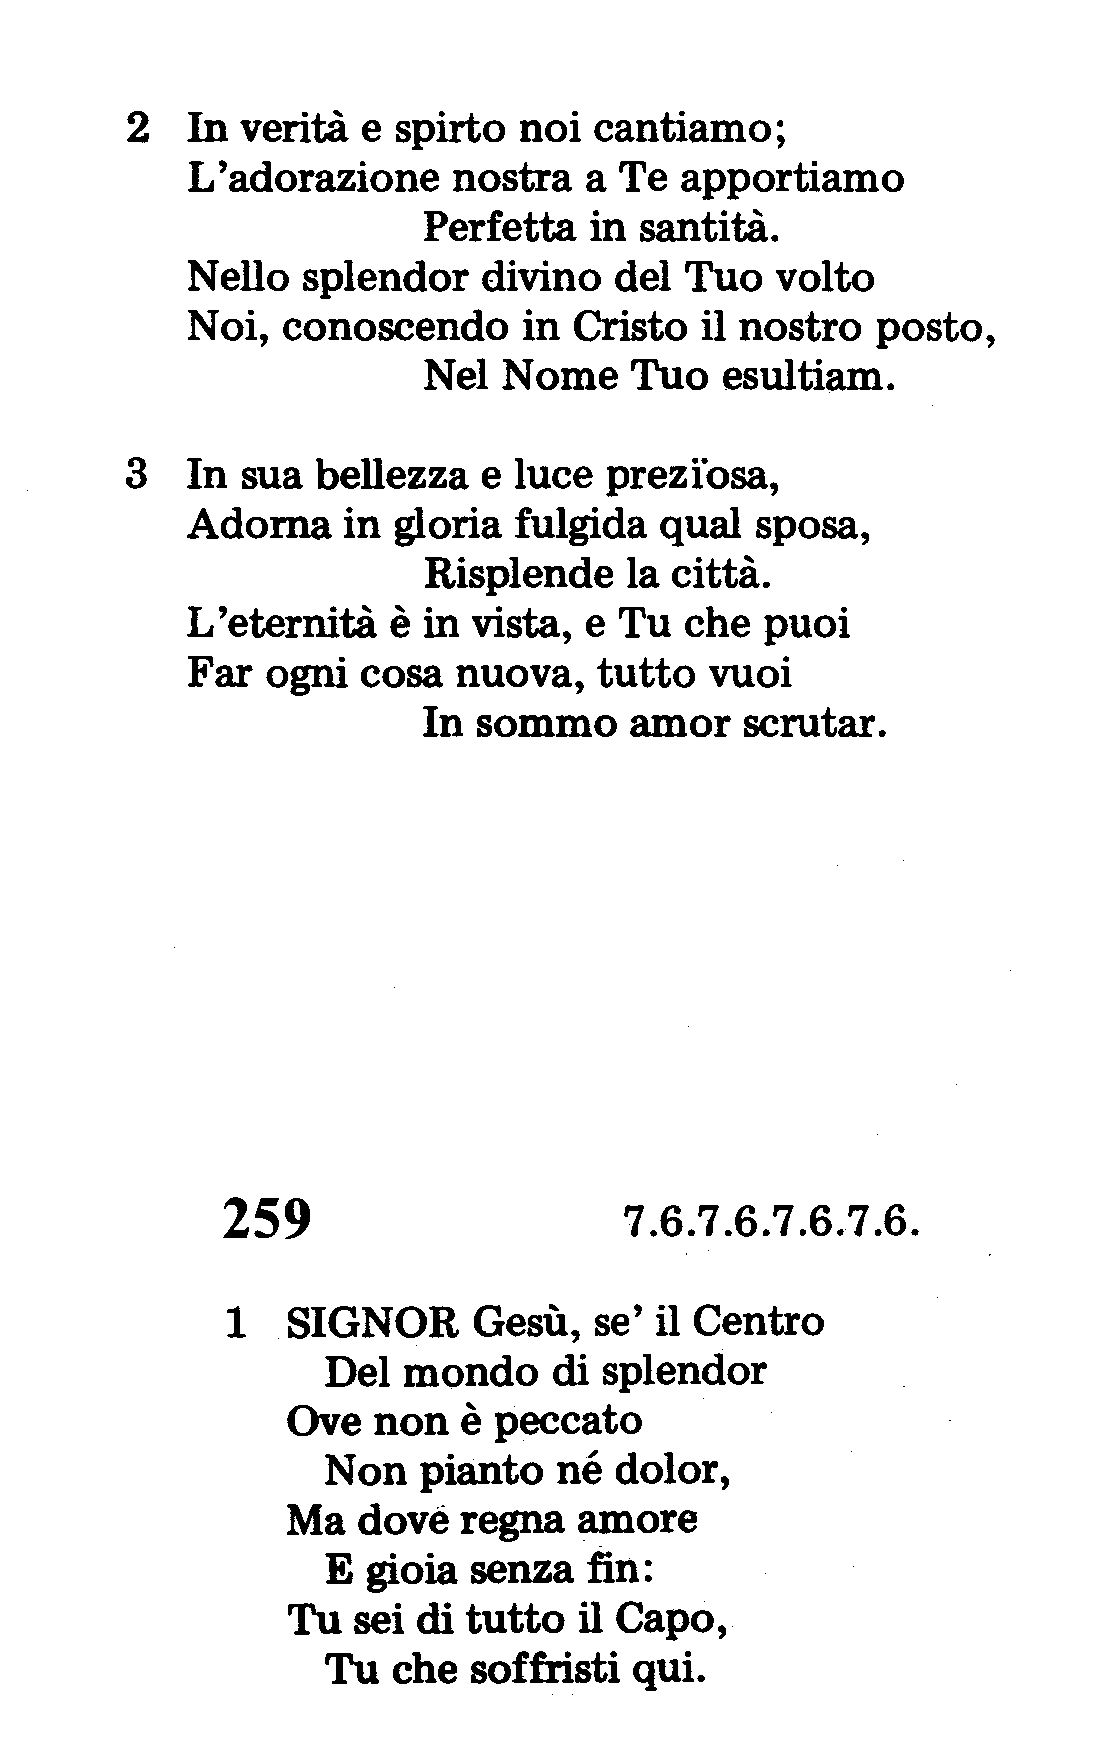 2 In verità e spirto noi cantiamo;
L'adorazione nostra a Te apportiamo
Perfetta in santità.
Nello splendor divino del Tuo volto
Noi, conoscendo in Cristo il nostro posto,
Nel Nome Tuo esultiam.
3 In sua bellezza e luce prezïosa,
Adorna in gloria fulgida qual sposa,
Risplende la città.
L'eternità è in vista, e Tu che puoi
Far ogni cosa nuova, tutto vuoi
In sommo amor scrutar.
259 7.6.7.6.7.6.7.6.
1 SIGNOR Gesù, se' il Centro
Del mondo di splendor
Ove non è peccato
Non pianto né dolor,
Ma dove regna amore
E gioia senza fin:
Tu sei di tutto il Capo,
Tu che soffristi qui.